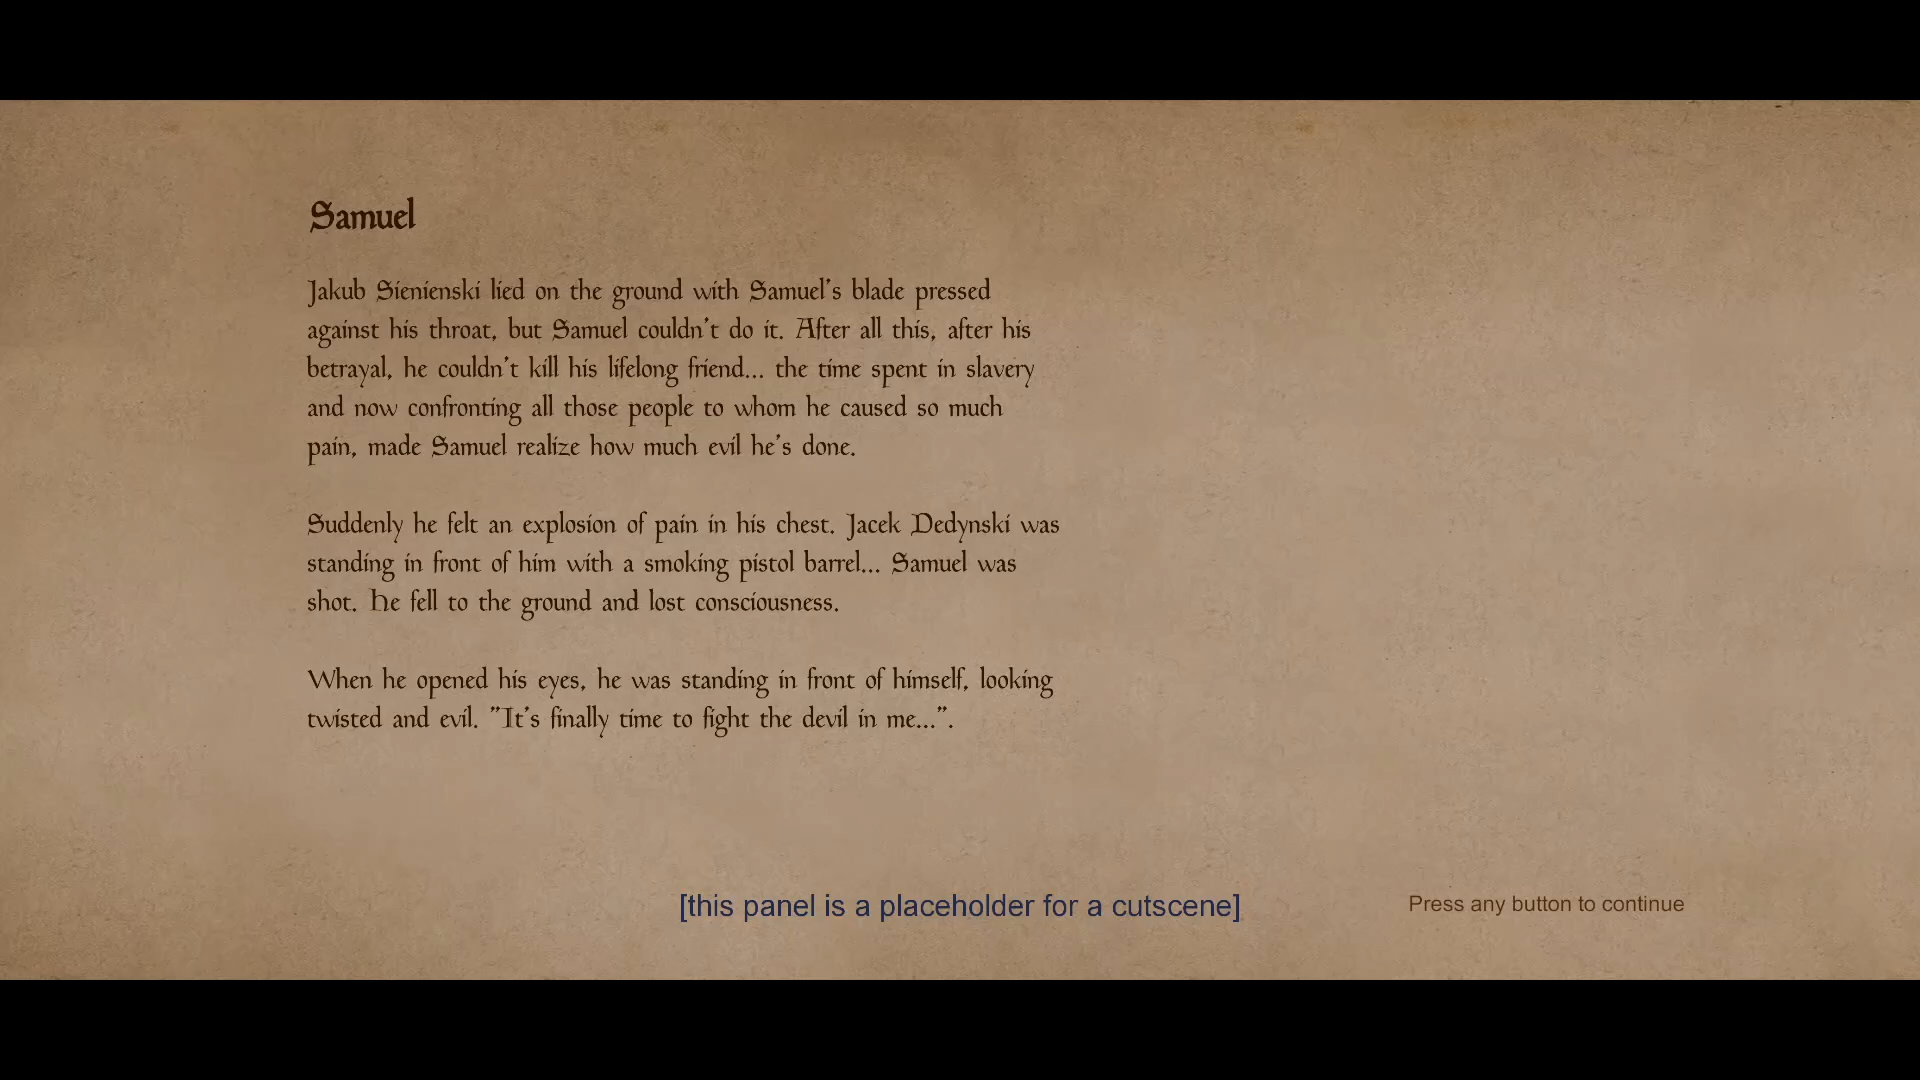 Samuel
Jakub Sienienski lied on the ground with Samuel's blade pressed
against his throat, but Samuel couldn't do it. After all this, after his
betrayal, he couldn't kill his lifelong friend... the time spent in slavery
and now confronting all those people to whom he caused so much
pain, made Samuel realize how much evil he's done.
Suddenly he felt an explosion of pain in his chest. Jacek Dedynski was
standing in front of him with a smoking pistol barrel... Samuel was
shot. He fell to the ground and lost consciousness.
When he opened his eyes, he was standing in front of himself, looking
twisted and evil. "It's finally time to fight the devil in me...".
[this panel is a placeholder for a cutscene]
Press any button to continue